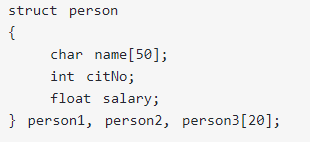 struct person
{
    char name[50];
    int citNo;
    float salary;
} person1, person2, person3[20];